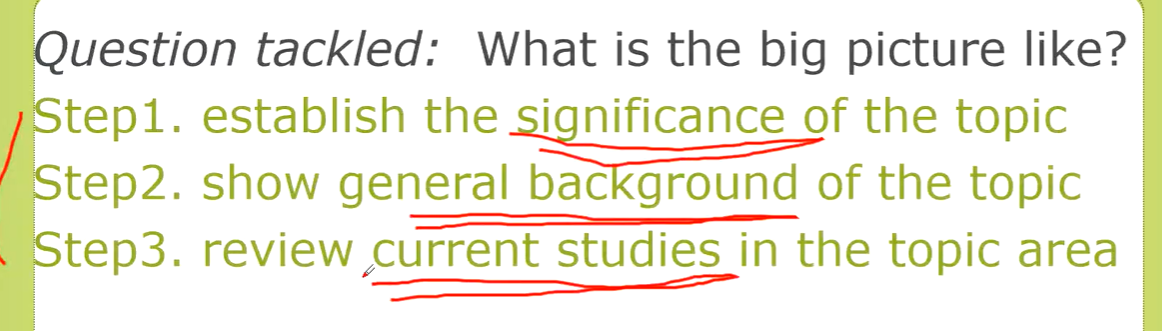 Question tackled: What is the big picture like?
Step1. establish the significance of the topic
Step2. show general background of the topic
Step3. review current studies in the topic area